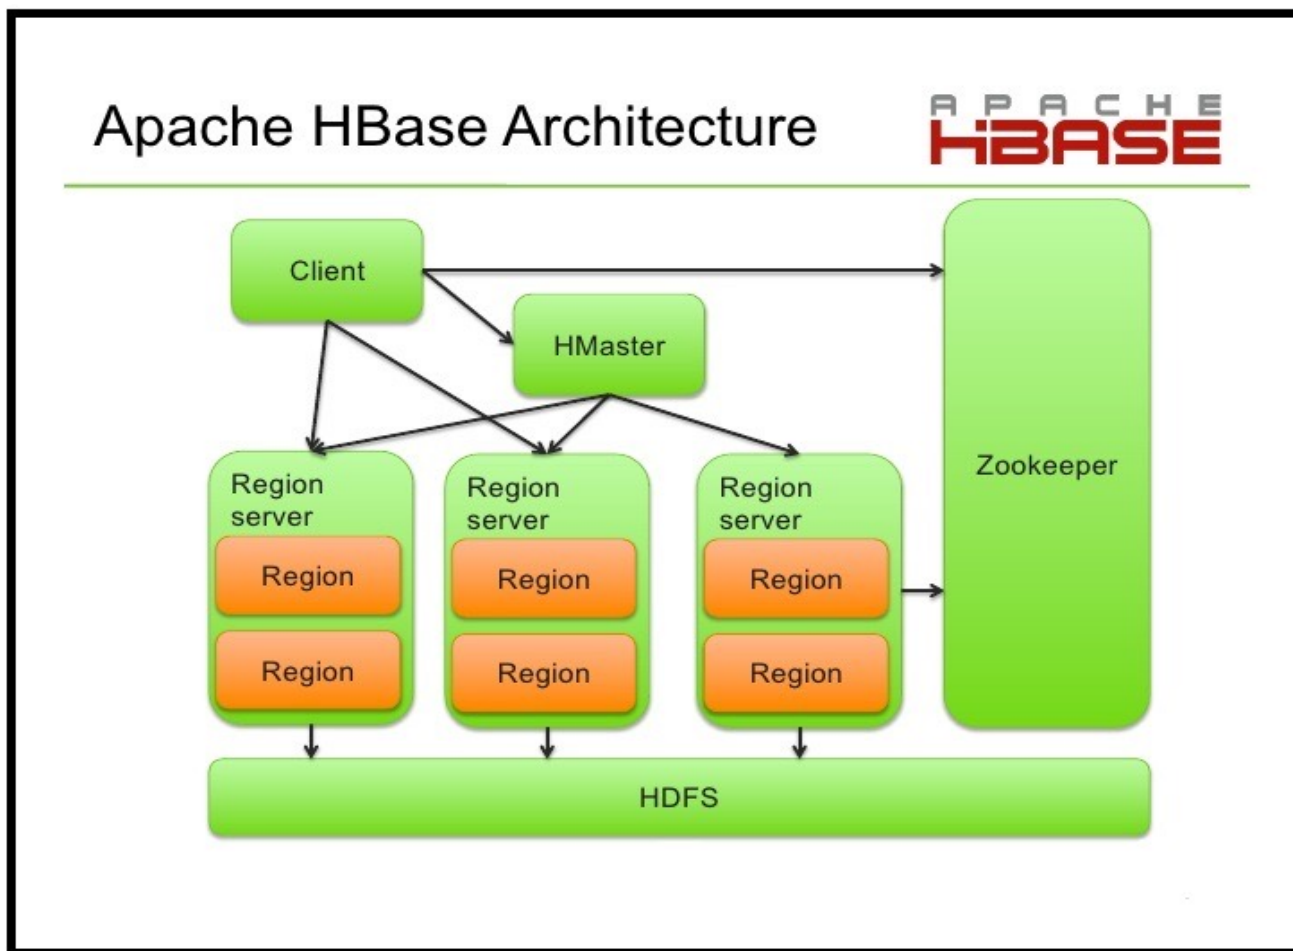 Apache HBase Architecture
APACHE
HBASE
Client
HMaster
Zookeeper
Region
server
Region
Region
Region
server
Region
Region
Region
server
Region
Region
HDFS